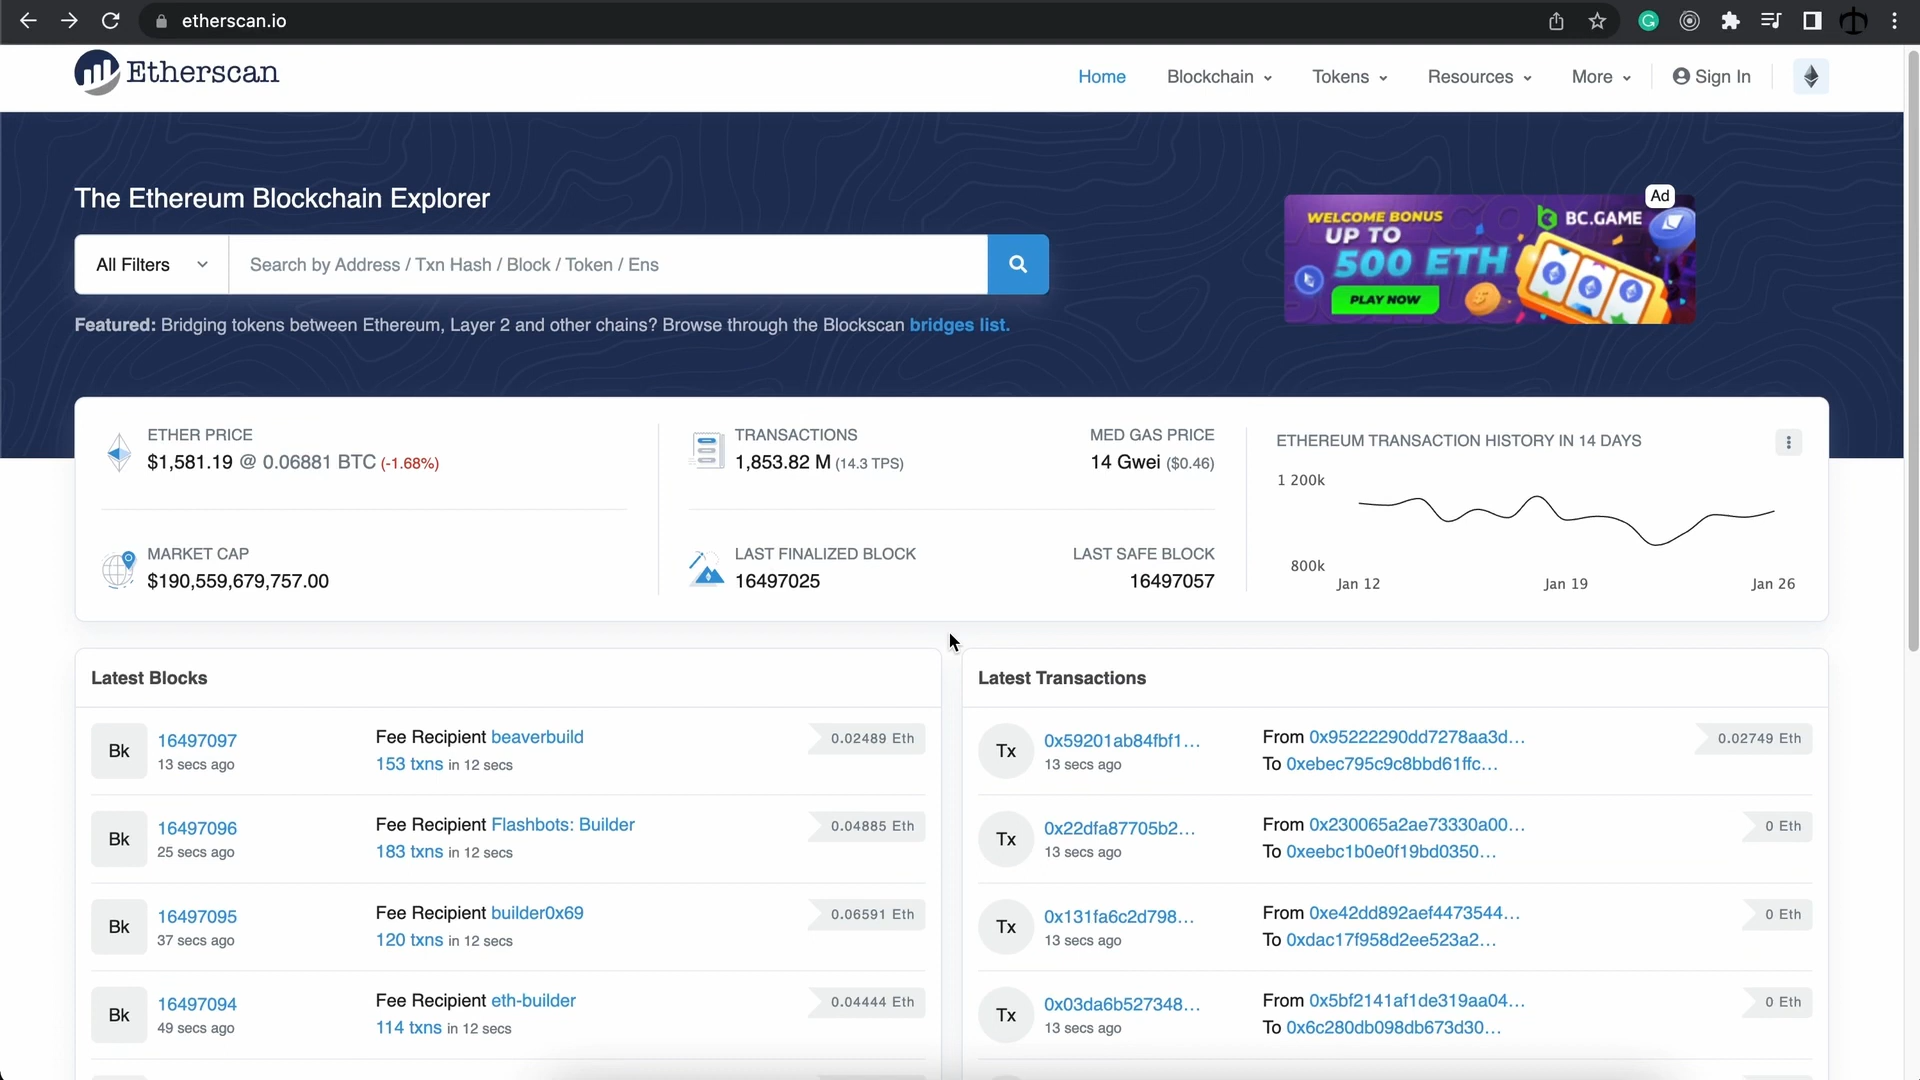 etherscan.io
Etherscan
Home
Blockchain
Tokens
Resources
More
Sign In
The Ethereum Blockchain Explorer
All Filters
Search by Address / Txn Hash / Block / Token / Ens
Featured: Bridging tokens between Ethereum, Layer 2 and other chains? Browse through the Blockscan bridges list.
Ad
WELCOME BONUS
UP TO
500 ETH
PLAY NOW
BC.GAME
ETHER PRICE
$1,581.19 @ 0.06881 BTC (-1.68%)
MARKET CAP
$190,559,679,757.00
TRANSACTIONS
1,853.82 M (14.3 TPS)
MED GAS PRICE
14 Gwei ($0.46)
LAST FINALIZED BLOCK
16497025
LAST SAFE BLOCK
16497057
ETHEREUM TRANSACTION HISTORY IN 14 DAYS
1 200k
800k
Jan 12
Jan 19
Jan 26
Latest Blocks
Bk
16497097
13 secs ago
Fee Recipient beaverbuild
153 txns in 12 secs
0.02489 Eth
Bk
16497096
25 secs ago
Fee Recipient Flashbots: Builder
183 txns in 12 secs
0.04885 Eth
Bk
16497095
37 secs ago
Fee Recipient builder0x69
120 txns in 12 secs
0.06591 Eth
Bk
16497094
49 secs ago
Fee Recipient eth-builder
114 txns in 12 secs
0.04444 Eth
Latest Transactions
Tx
0x59201ab84fbf1...
13 secs ago
From 0x95222290dd7278aa3d...
To 0xebec795c9c8bbd61ffc...
0.02749 Eth
Tx
0x22dfa87705b2...
13 secs ago
From 0x230065a2ae73330a00...
To 0xeebc1b0e0f19bd0350...
0 Eth
Tx
0x131fa6c2d798...
13 secs ago
From 0xe42dd892aef4473544...
To 0xdac17f958d2ee523a2...
0 Eth
Tx
0x03da6b527348...
13 secs ago
From 0x5bf2141af1de319aa04...
To 0x6c280db098db673d30...
0 Eth